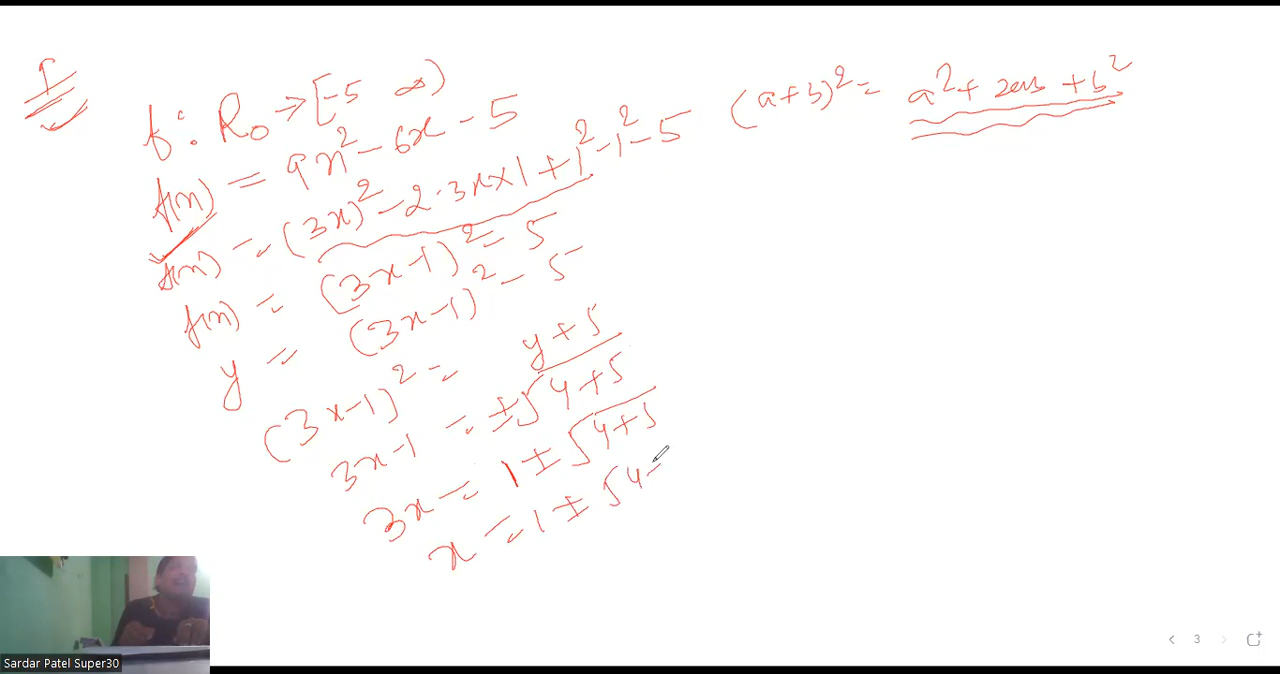 I
f: R₀ → [-5 ∞)
(a+b)² = a² + 2ab + b²
f(x) = 9x² - 6x - 5
f(x) = (3x)² - 2·3x×1 + 1² - 1² - 5
f(x) = (3x-1)² = 5
y = (3x-1)² - 5
(3x-1)² = y+5
3x-1 = ±√y+5
3x = 1 ± √y+5
x = 1 ± √y
3
Sardar Patel Super30